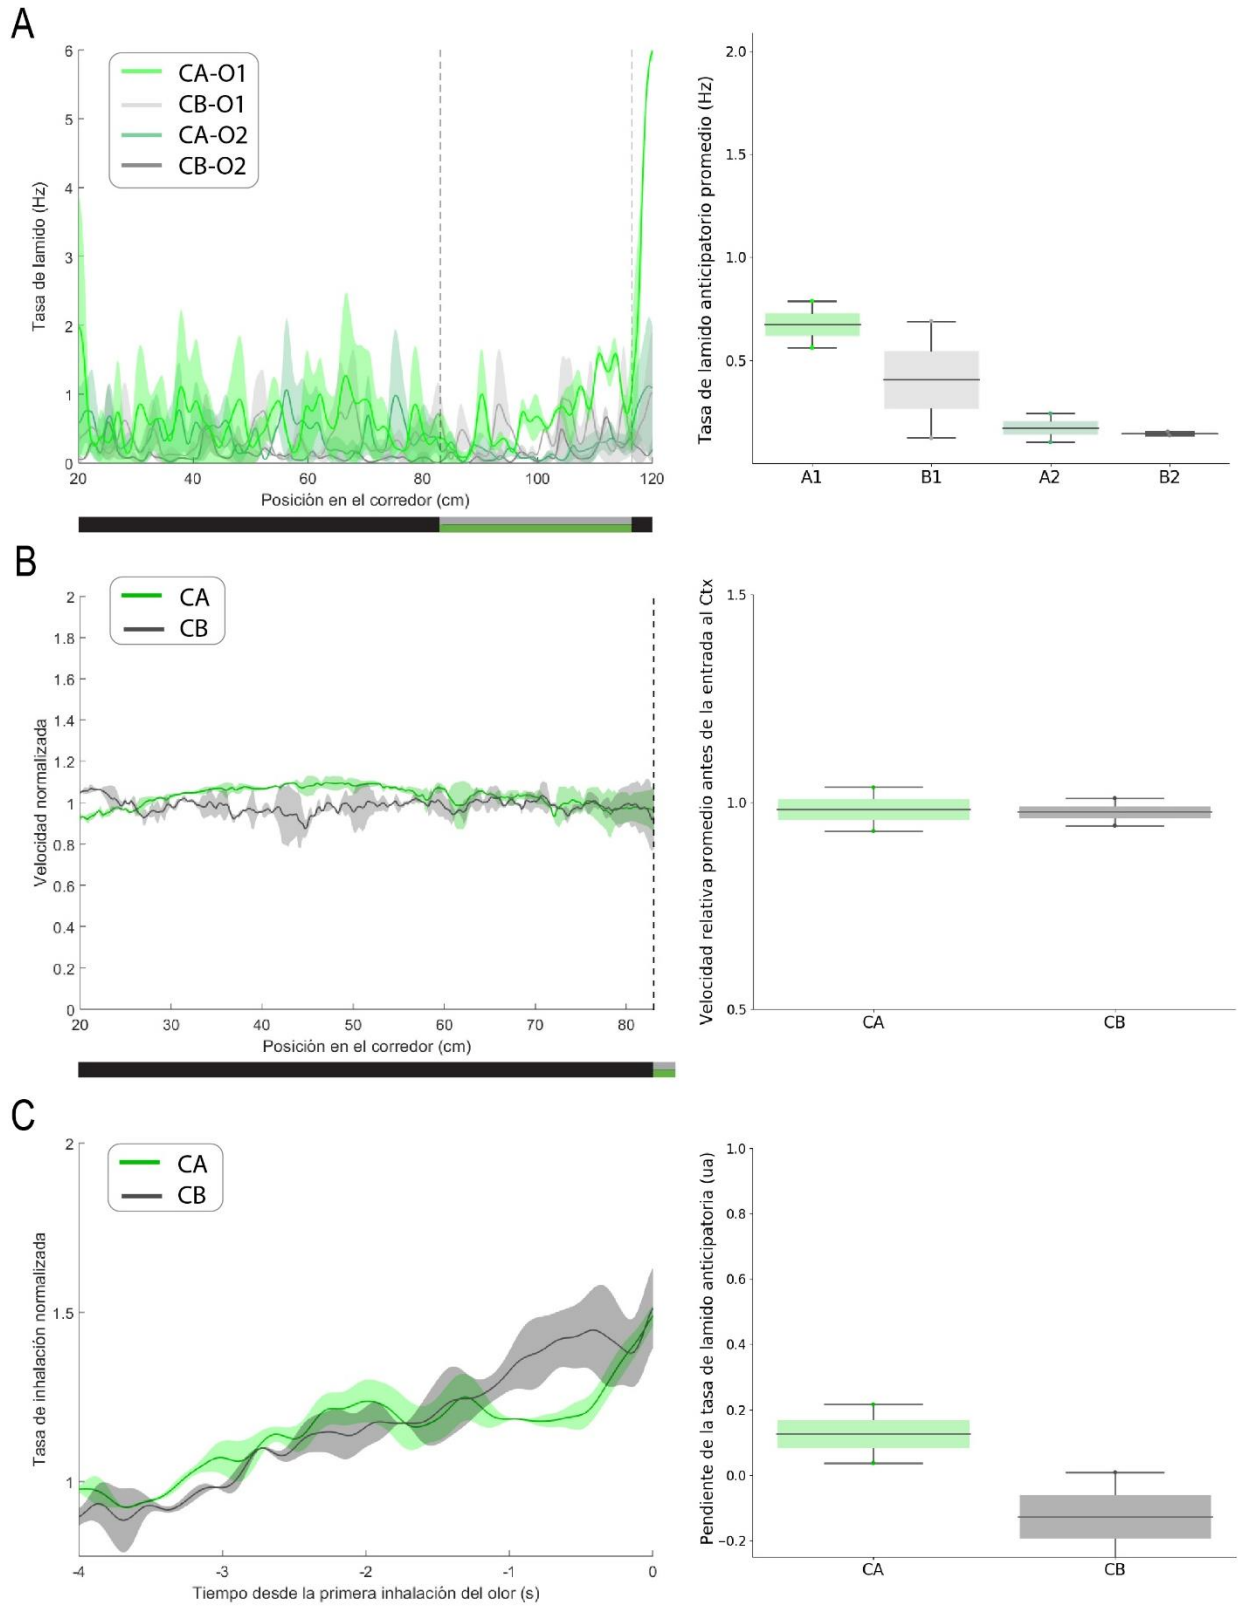 A
CA-O1
CB-O1
CA-O2
CB-O2
Tasa de lamido (Hz)
6
5
4
3
2
1
0
20
40
60
80
100
120
Posición en el corredor (cm)
Tasa de lamido anticipatorio promedio (Hz)
2.0
1.5
1.0
0.5
A1
B1
A2
B2
B
CA
CB
Velocidad normalizada
2
1.8
1.6
1.4
1.2
1
0.8
0.6
0.4
0.2
0
20
30
40
50
60
70
80
Posición en el corredor (cm)
Velocidad relativa promedio antes de la entrada al Ctx
1.5
1.0
0.5
CA
CB
C
CA
CB
Tasa de inhalación normalizada
2
1.5
1
-4
-3
-2
-1
0
Tiempo desde la primera inhalación del olor (s)
Pendiente de la tasa de lamido anticipatoria (ua)
1.0
0.8
0.6
0.4
0.2
0.0
−0.2
CA
CB